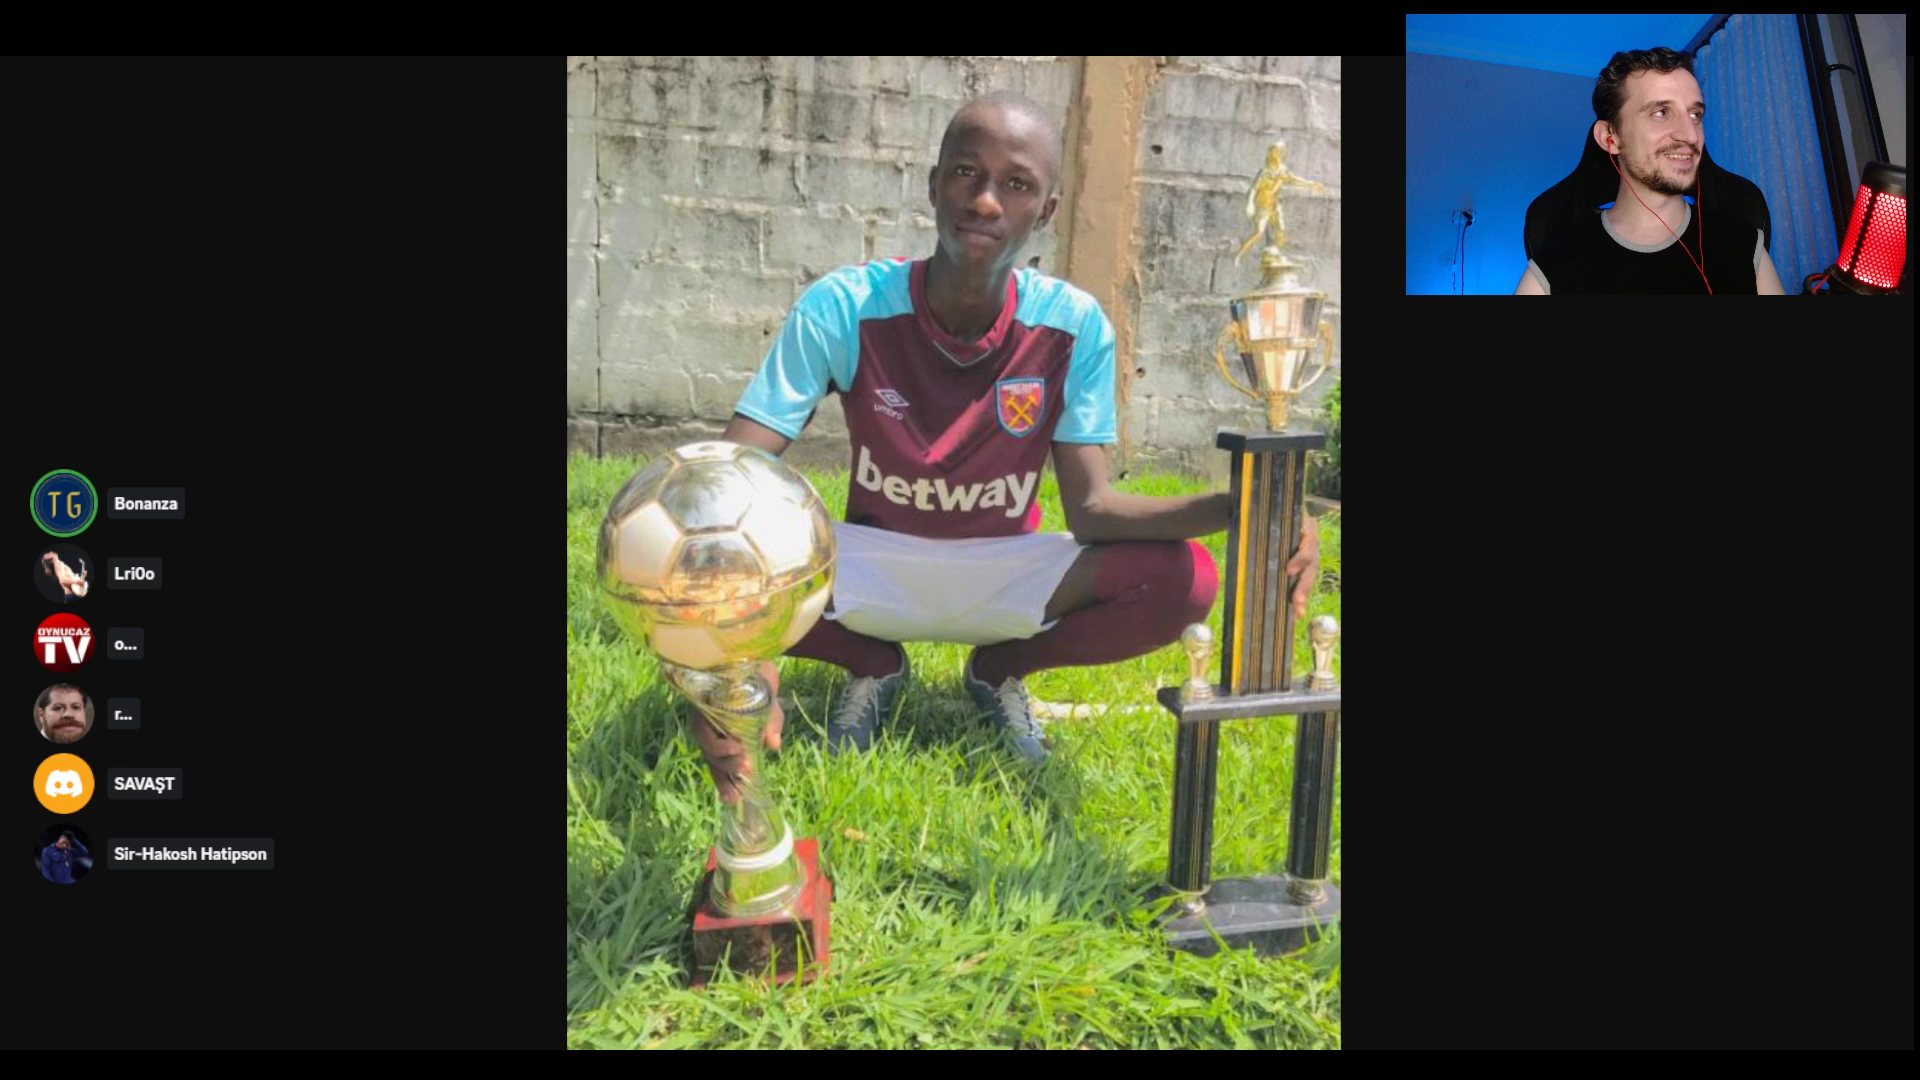 umbro
betway
TG
Bonanza
Lri0o
OYNUCAZ
TV
o...
r...
SAVAŞT
Sir-Hakosh Hatipson